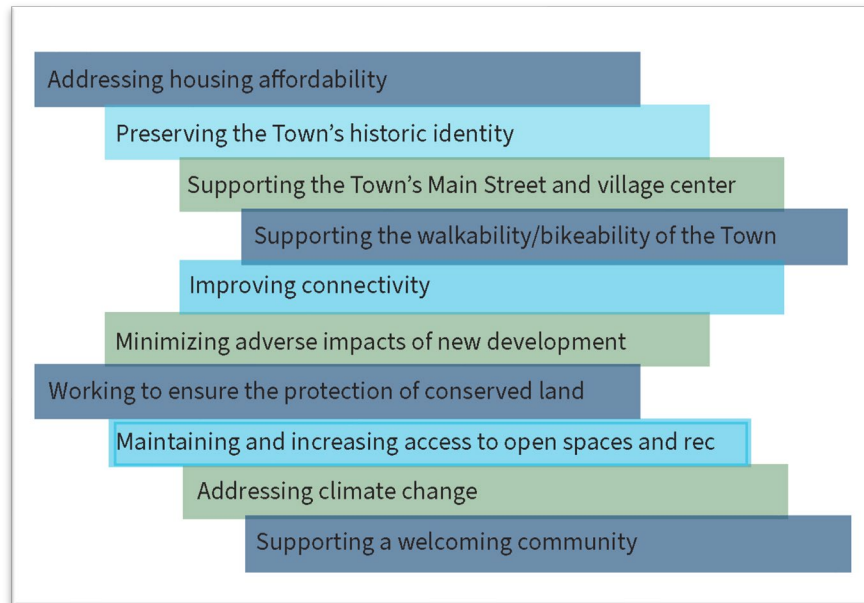 Addressing housing affordability
Preserving the Town’s historic identity
Supporting the Town’s Main Street and village center
Supporting the walkability/bikeability of the Town
Improving connectivity
Minimizing adverse impacts of new development
Working to ensure the protection of conserved land
Maintaining and increasing access to open spaces and rec
Addressing climate change
Supporting a welcoming community